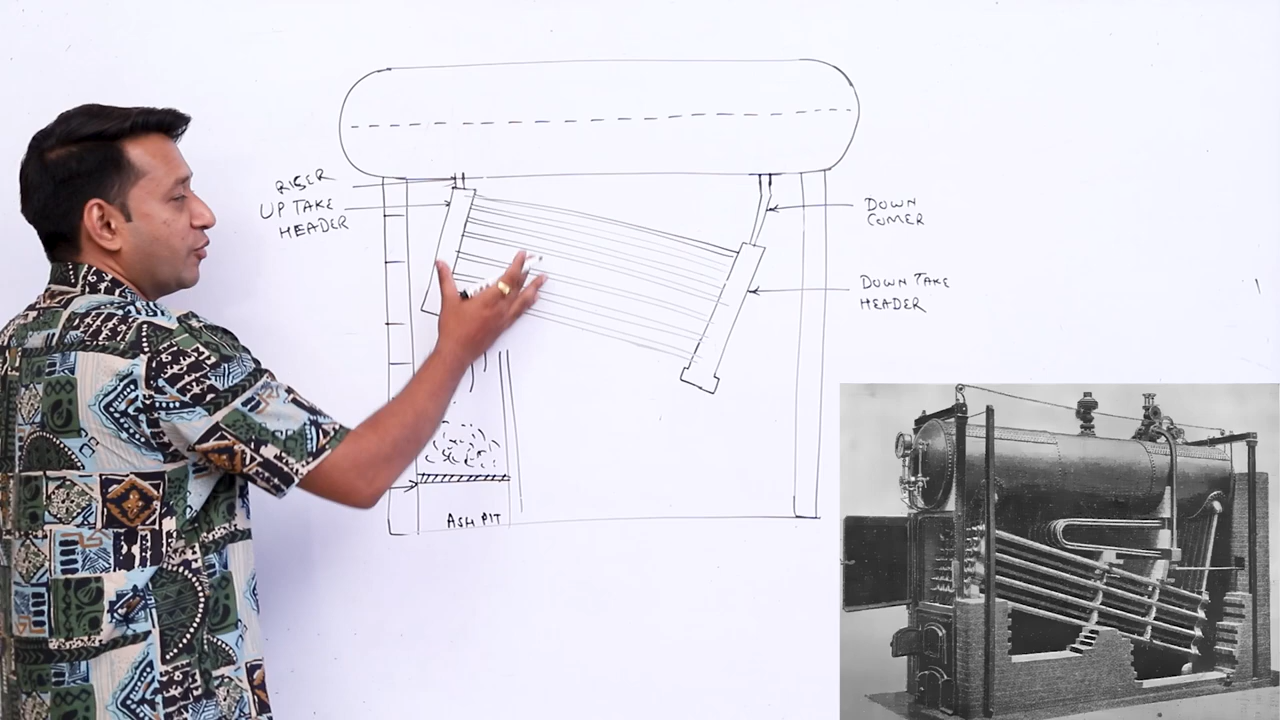 RISER
UP TAKE
HEADER
DOWN
COMER
DOWN TAKE
HEADER
ASH PIT